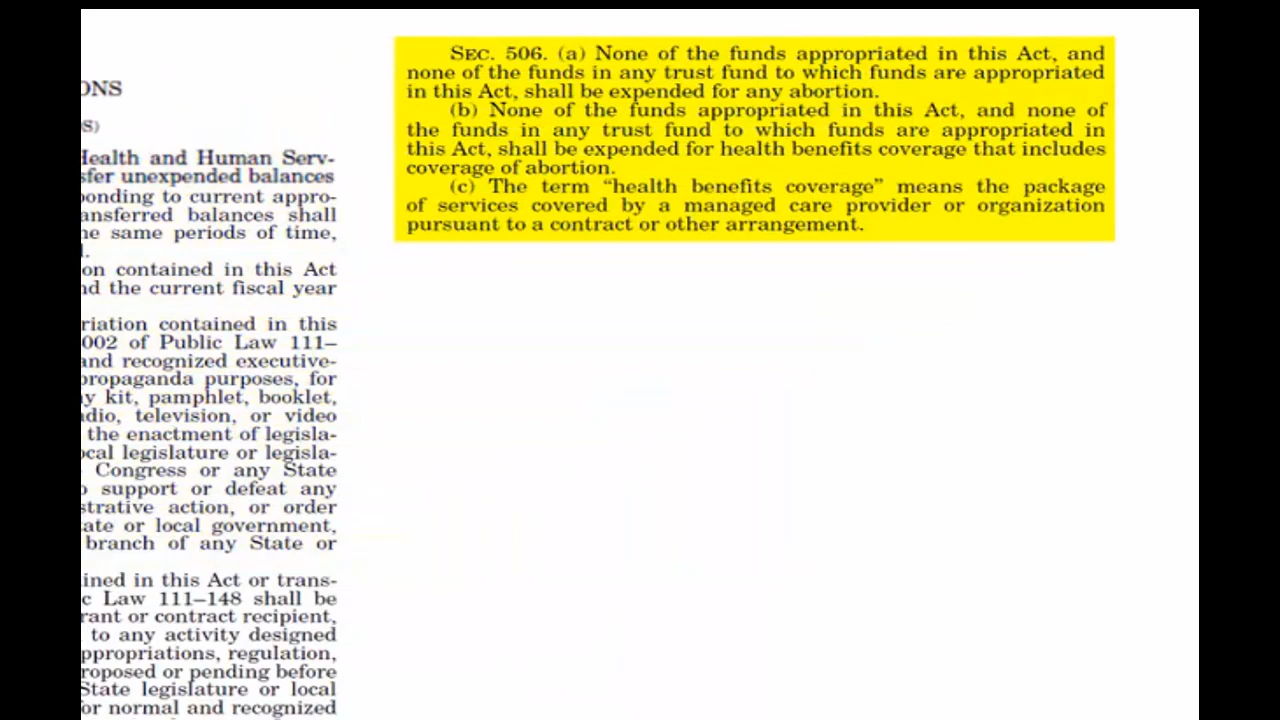 ONS
S)
Health and Human Serv-
sfer unexpended balances
ponding to current appro-
ansferred balances shall
he same periods of time,
on contained in this Act
nd the current fiscal year
riation contained in this
002 of Public Law 111–
and recognized executive-
propaganda purposes, for
y kit, pamphlet, booklet,
dio, television, or video
the enactment of legisla-
ocal legislature or legisla-
Congress or any State
o support or defeat any
strative action, or order
ate or local government,
branch of any State or
ined in this Act or trans-
c Law 111–148 shall be
rant or contract recipient,
to any activity designed
ppropriations, regulation,
roposed or pending before
State legislature or local
or normal and recognized
SEC. 506. (a) None of the funds appropriated in this Act, and
none of the funds in any trust fund to which funds are appropriated
in this Act, shall be expended for any abortion.
(b) None of the funds appropriated in this Act, and none of
the funds in any trust fund to which funds are appropriated in
this Act, shall be expended for health benefits coverage that includes
coverage of abortion.
(c) The term “health benefits coverage” means the package
of services covered by a managed care provider or organization
pursuant to a contract or other arrangement.